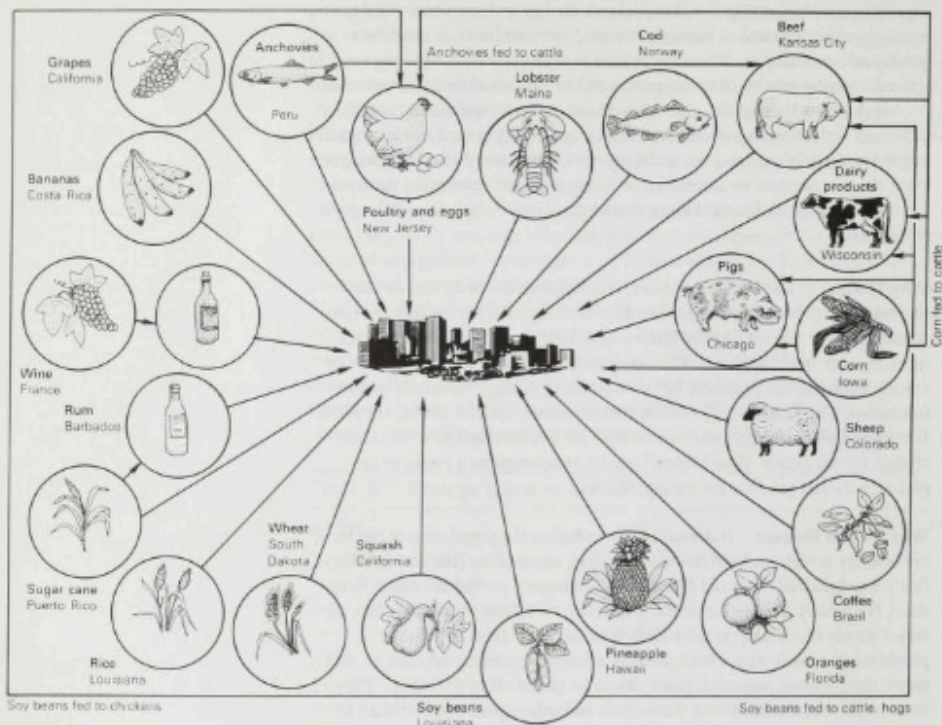 Grapes
California
Anchovies
Peru
Anchovies fed to cattle
Cod
Norway
Beef
Kansas City
Lobster
Maine
Bananas
Costa Rica
Poultry and eggs
New Jersey
Dairy
products
Wisconsin
Pigs
Chicago
Corn fed to cattle
Corn
Iowa
Wine
France
Rum
Barbados
Sheep
Colorado
Sugar cane
Puerto Rico
Wheat
South
Dakota
Squash
California
Coffee
Brazil
Rice
Louisiana
Pineapple
Hawaii
Oranges
Florida
Soy beans fed to chickens
Soy beans
Louisiana
Soy beans fed to cattle, hogs